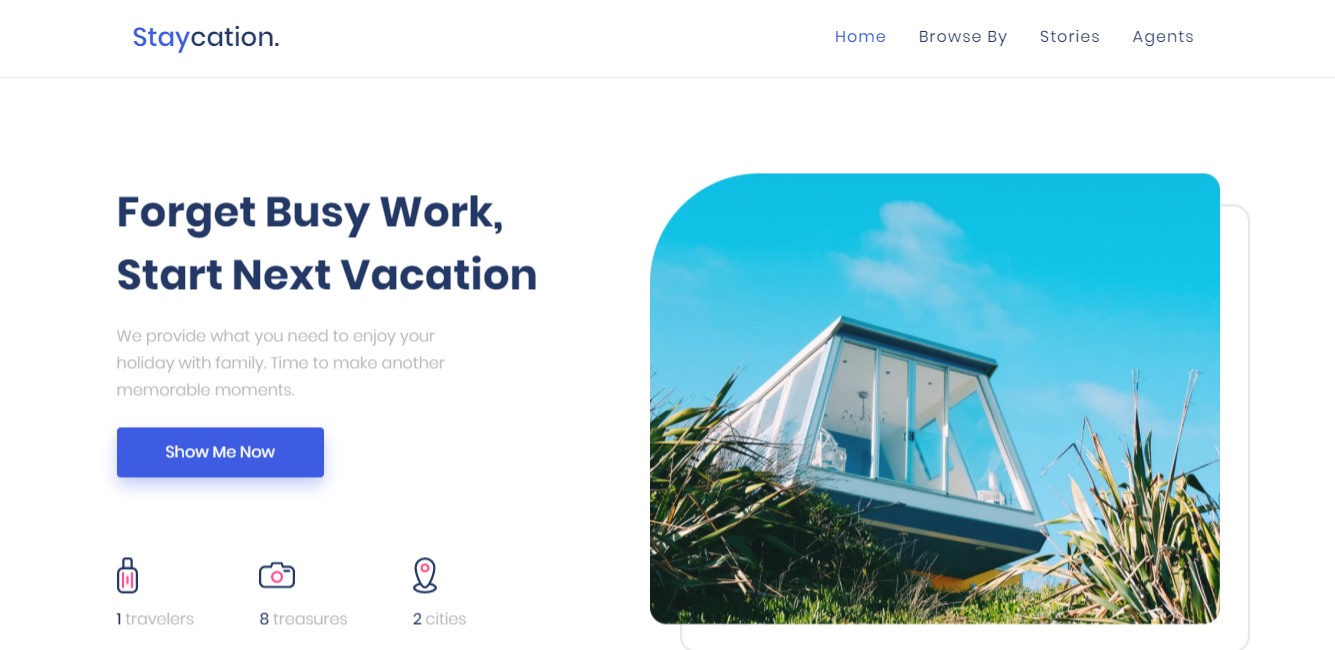 Staycation.
Home Browse By Stories Agents
Forget Busy Work,
Start Next Vacation
We provide what you need to enjoy your
holiday with family. Time to make another
memorable moments.
Show Me Now
1 travelers
8 treasures
2 cities